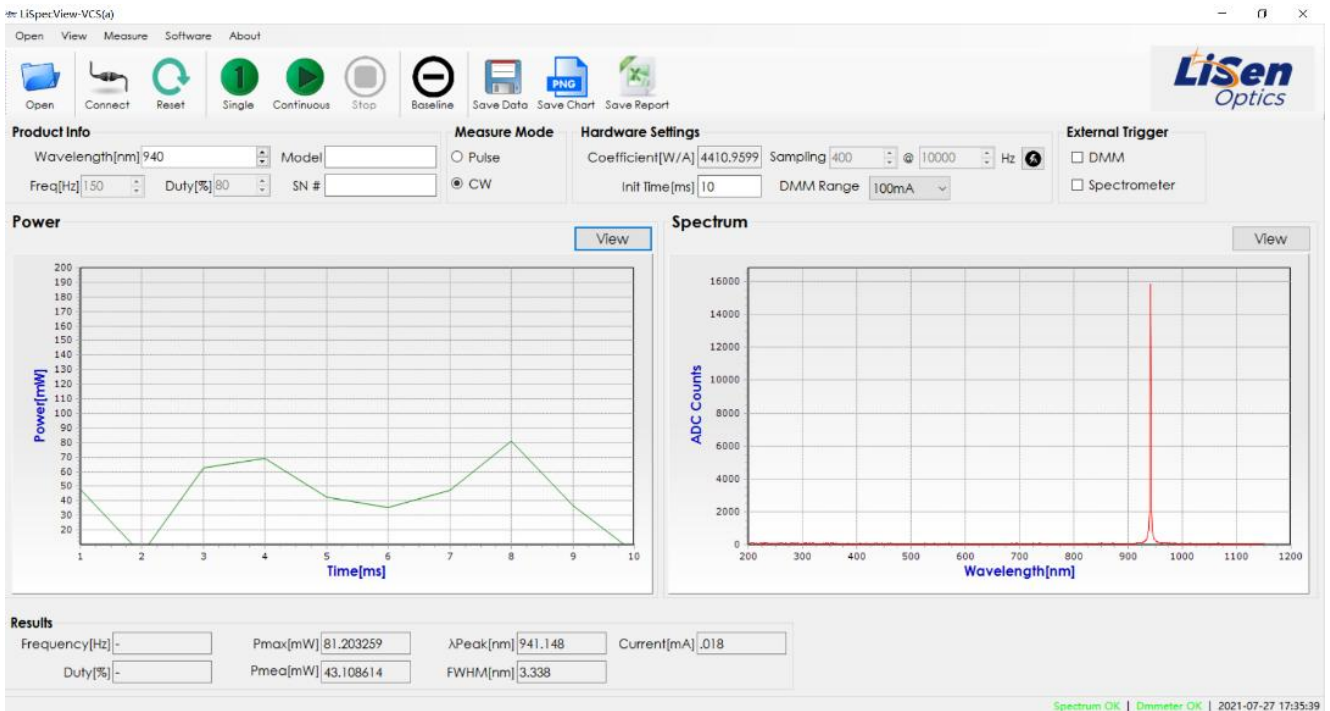 LiSpecView-VCS(a)
Open View Measure Software About
Open Connect Reset Single Continuous Stop Baseline Save Data Save Chart Save Report
1
PNG
LiSen
Optics
Product Info Measure Mode Hardware Settings External Trigger
Wavelength[nm] 940 Model Pulse Coefficient[W/A] 4410.9599 Sampling 400 @ 10000 Hz DMM
Freq[Hz] 150 Duty[%] 80 SN # CW Init Time[ms] 10 DMM Range 100mA Spectrometer
Power
View
200
190
180
170
160
150
140
130
120
110
100
90
80
70
60
50
40
30
20
Power[mW]
1 2 3 4 5 6 7 8 9 10
Time[ms]
Spectrum
View
16000
14000
12000
10000
8000
6000
4000
2000
0
ADC Counts
200 300 400 500 600 700 800 900 1000 1100 1200
Wavelength[nm]
Results
Frequency[Hz] - Pmax[mW] 81.203259 λPeak[nm] 941.148 Current[mA] .018
Duty[%] - Pmea[mW] 43.108614 FWHM[nm] 3.338
Spectrum OK | Dmmeter OK | 2021-07-27 17:35:39